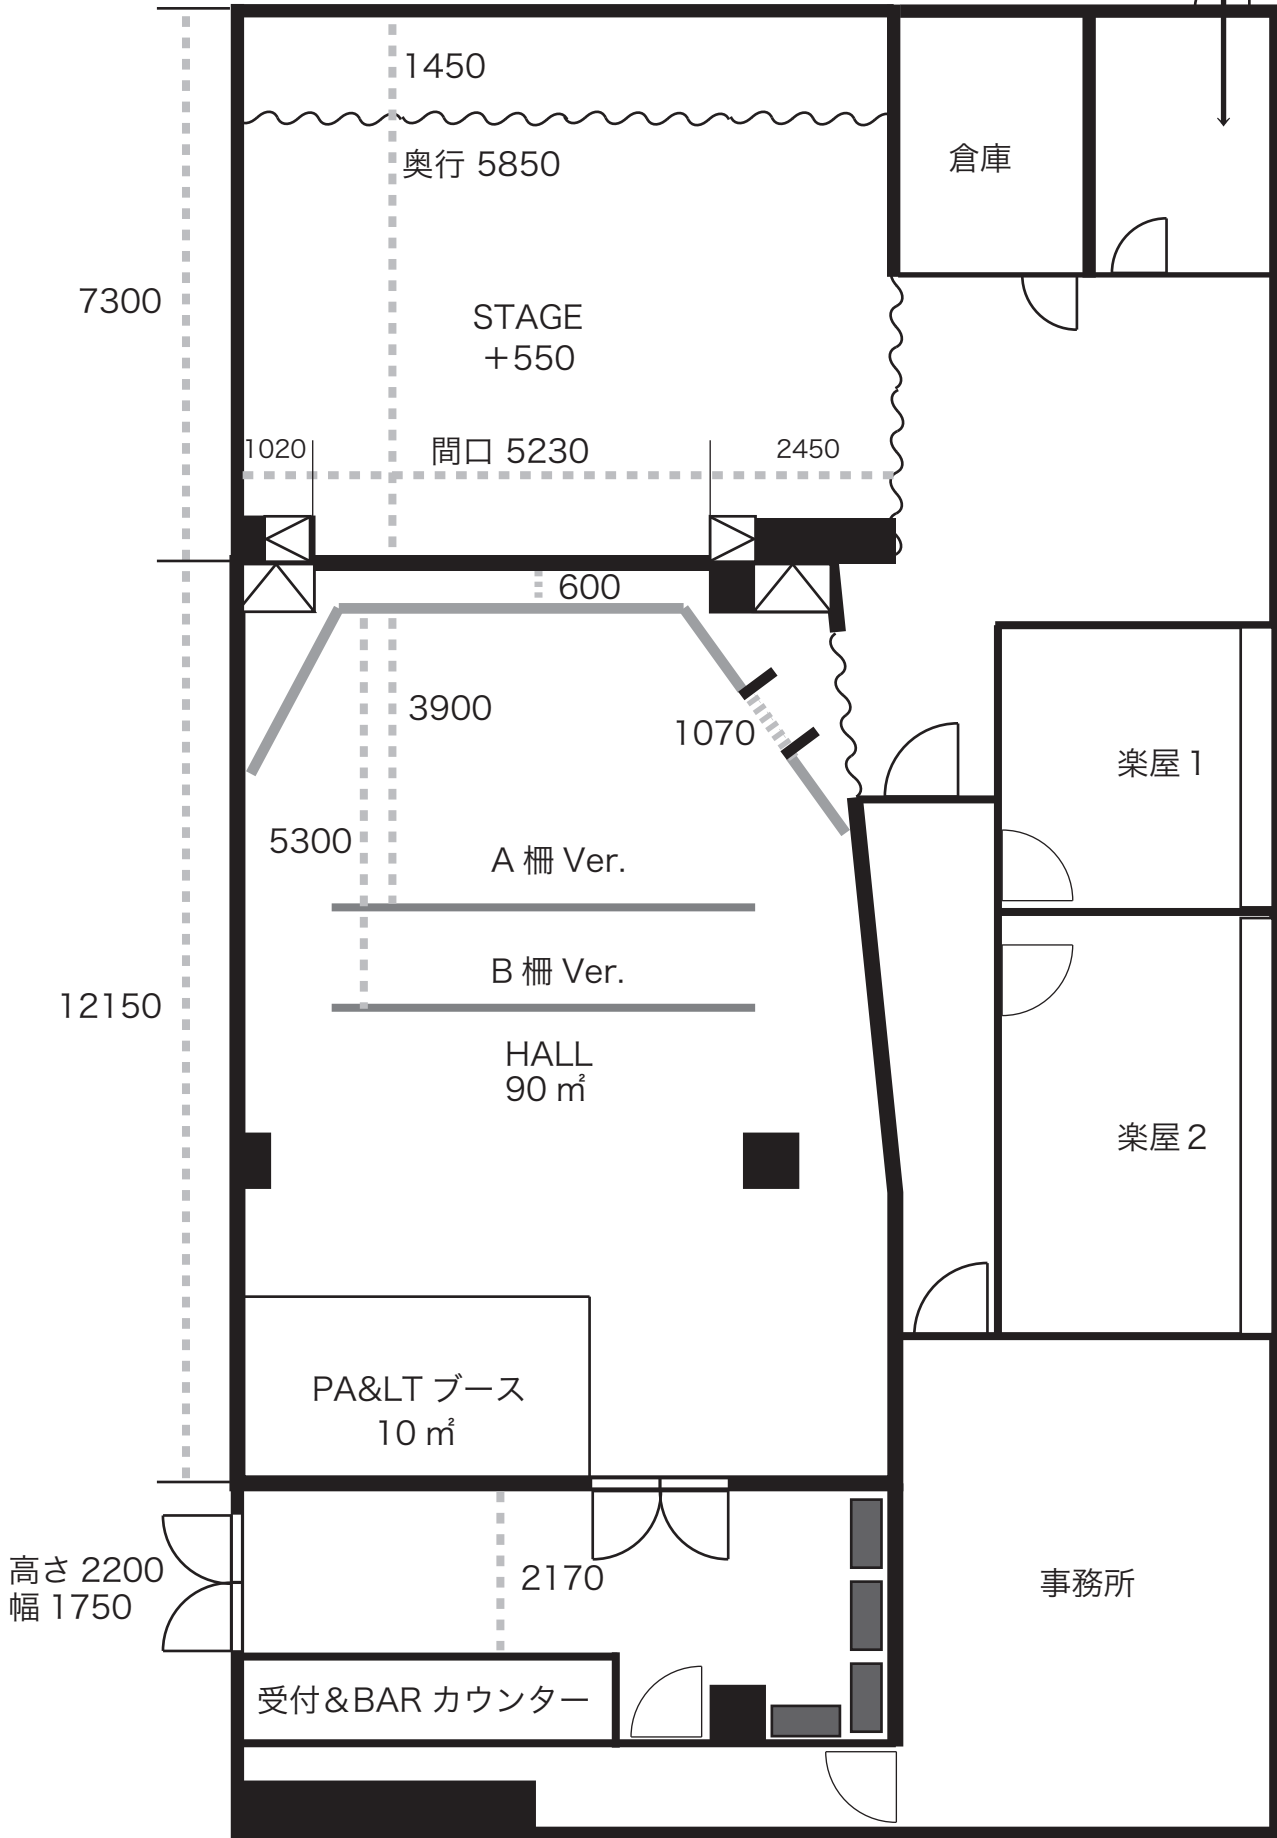 1450
奥行 5850
倉庫
7300
STAGE
+550
1020
間口 5230
2450
600
3900
1070
楽屋 1
5300
A 柵 Ver.
B 柵 Ver.
12150
HALL
90 ㎡
楽屋 2
PA&LT ブース
10 ㎡
高さ 2200
幅 1750
2170
事務所
受付&BAR カウンター